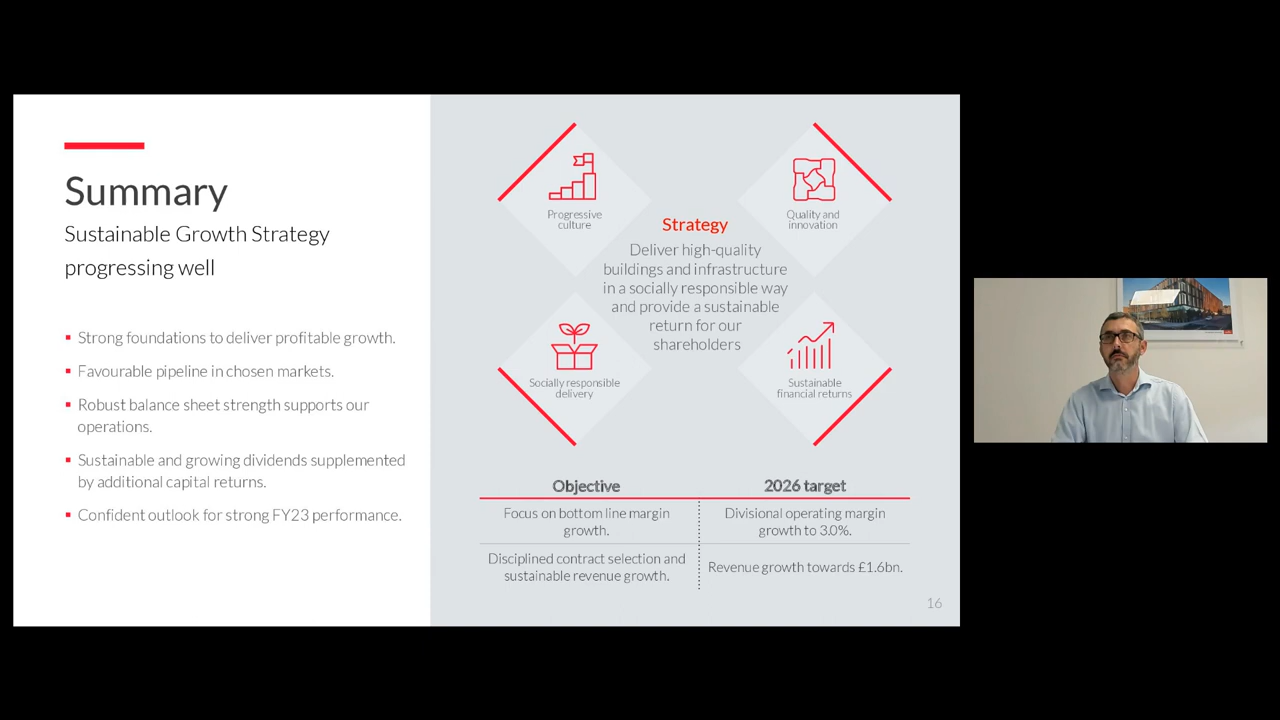 Summary
Sustainable Growth Strategy
progressing well
Strong foundations to deliver profitable growth.
Favourable pipeline in chosen markets.
Robust balance sheet strength supports our
operations.
Sustainable and growing dividends supplemented
by additional capital returns.
Confident outlook for strong FY23 performance.
Progressive
culture
Quality and
innovation
Strategy
Deliver high-quality
buildings and infrastructure
in a socially responsible way
and provide a sustainable
return for our
shareholders
Socially responsible
delivery
Sustainable
financial returns
Objective
2026 target
Focus on bottom line margin
growth.
Divisional operating margin
growth to 3.0%.
Disciplined contract selection and
sustainable revenue growth.
Revenue growth towards £1.6bn.
16